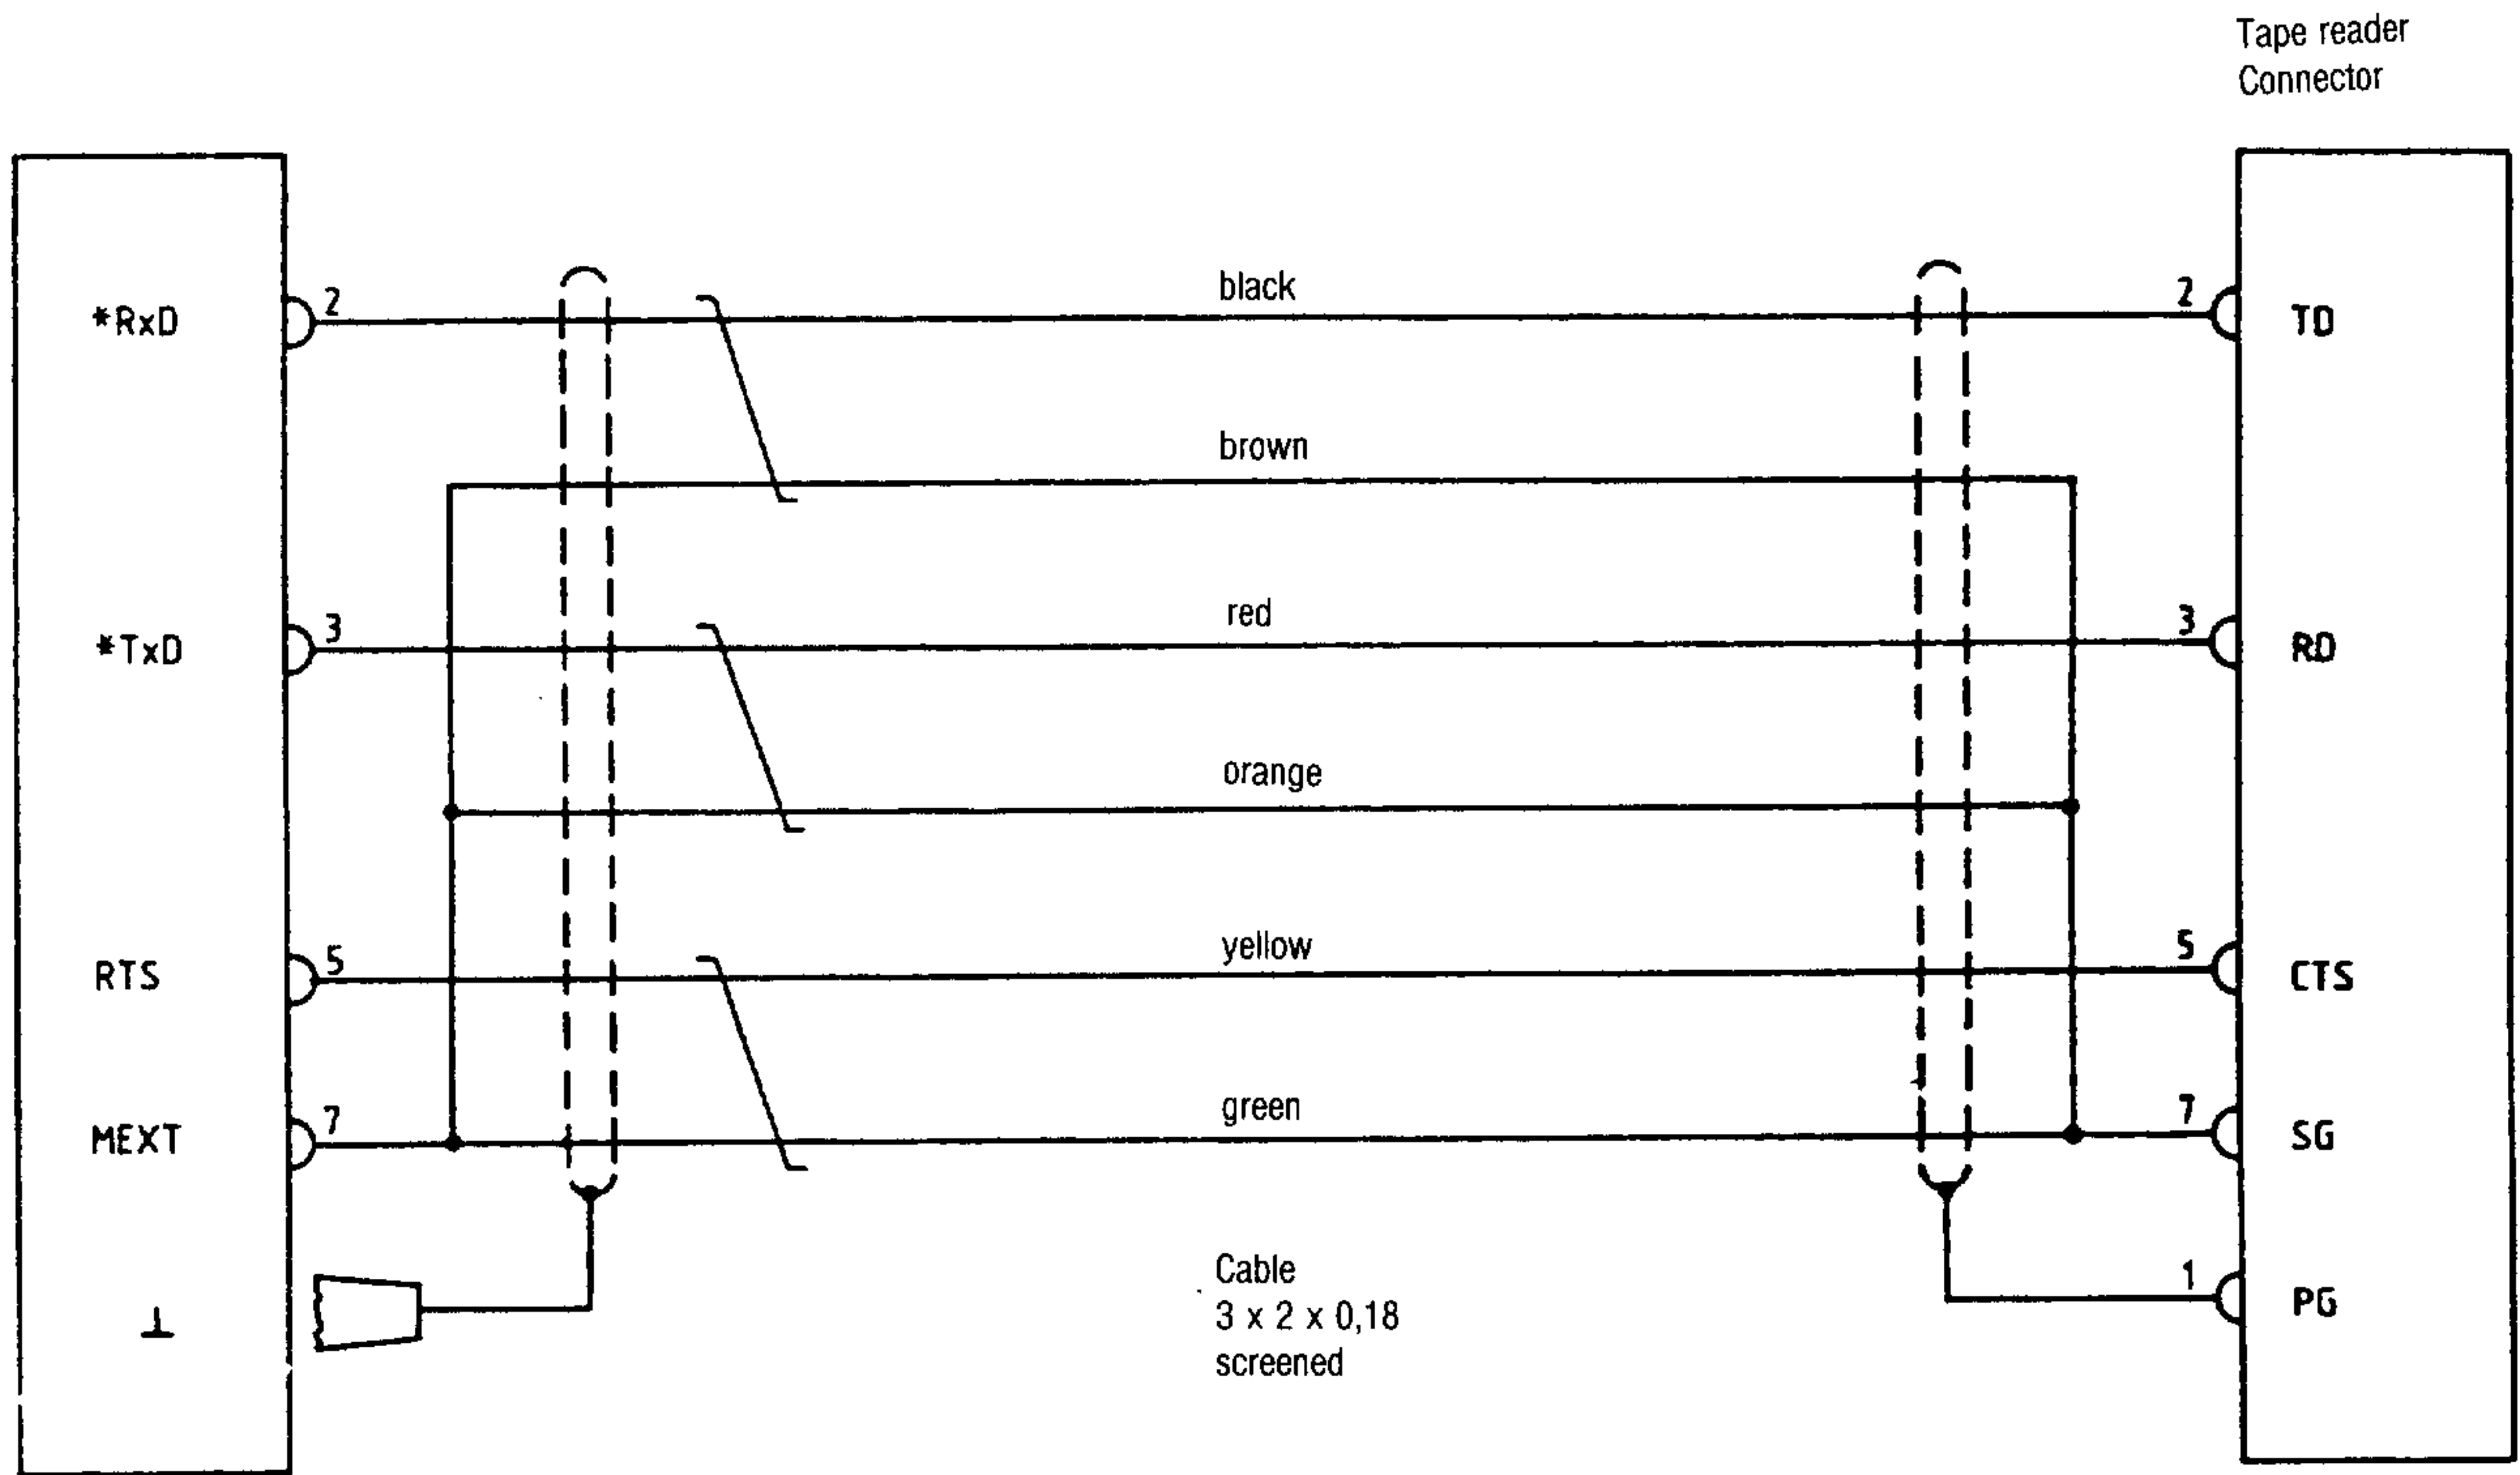 Tape reader
Connector
*RxD 2 black 2 TD
brown
*TxD 3 red 3 RD
orange
RTS 5 yellow 5 CTS
MEXT 7 green 7 SG
Cable
3 x 2 x 0,18
screened
1 PG